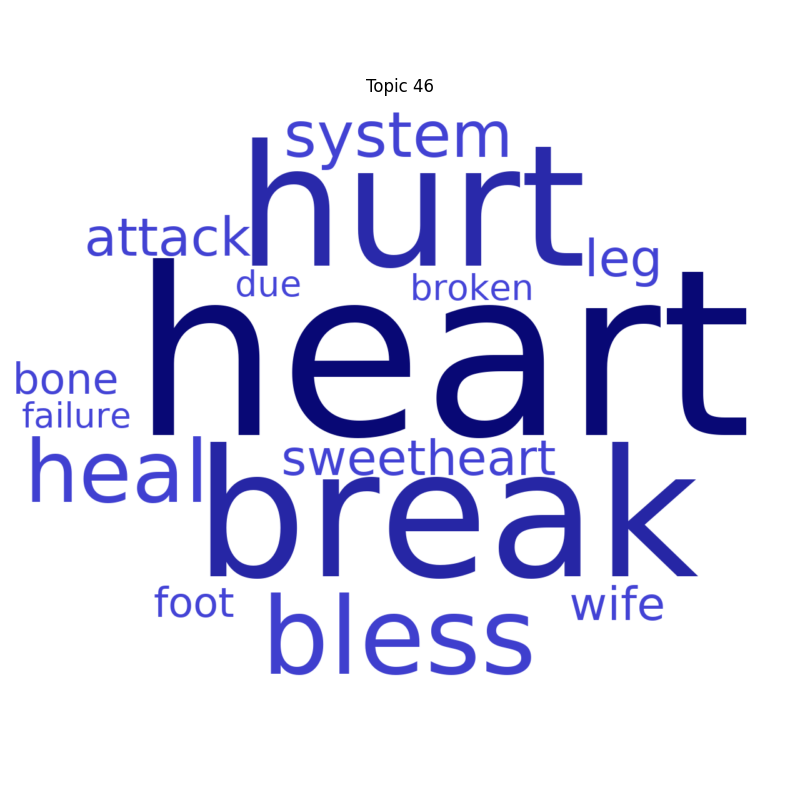 Topic 46
system
hurt
attack
leg
due
broken
heart
bone
failure
sweetheart
heal
break
foot
wife
bless